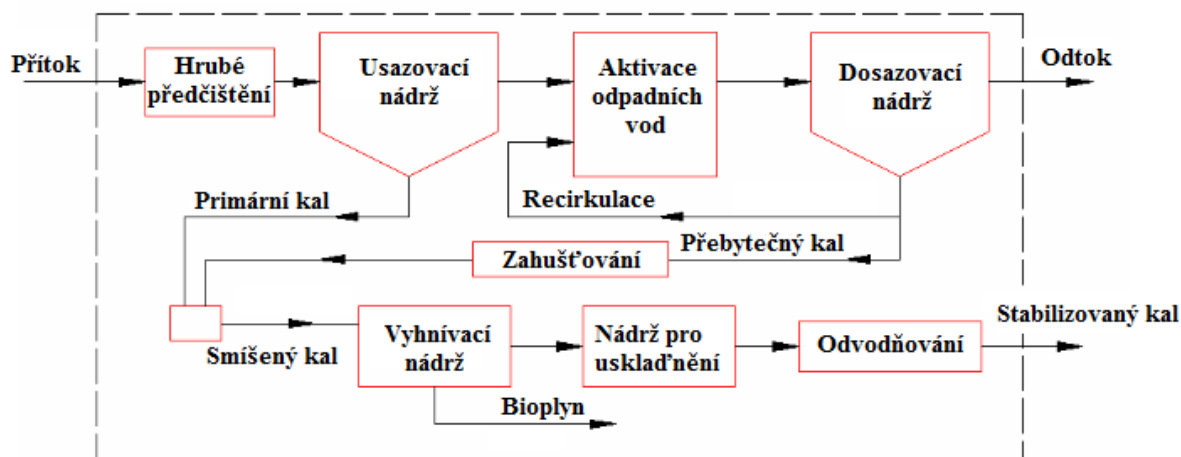 Přítok
Hrubé
předčištění
Usazovací
nádrž
Aktivace
odpadních
vod
Dosazovací
nádrž
Odtok
Primární kal
Recirkulace
Přebytečný kal
Zahušťování
Smíšený kal
Vyhnívací
nádrž
Nádrž pro
usklaďnění
Odvodňování
Stabilizovaný kal
Bioplyn